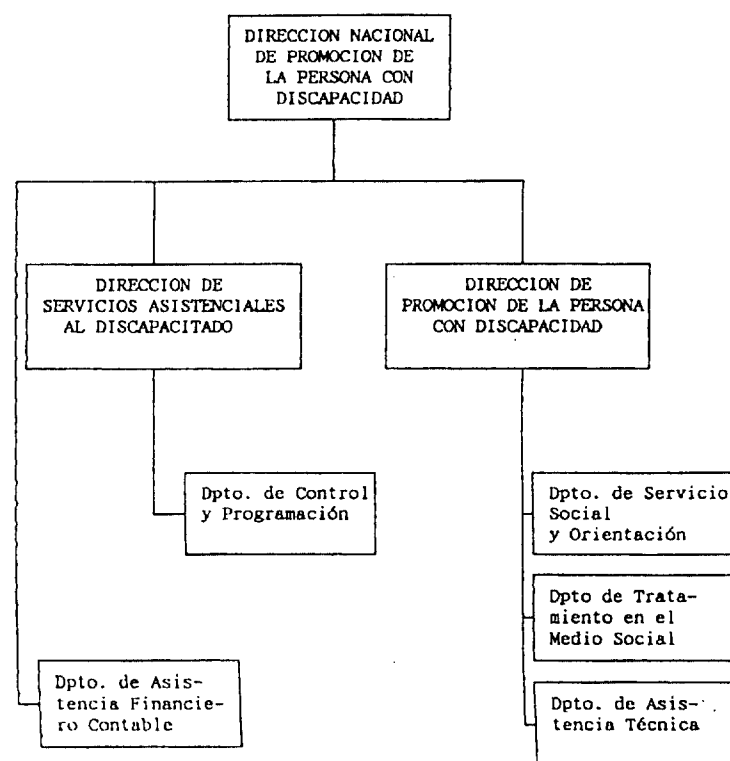 DIRECCION NACIONAL
DE PROMOCION DE
LA PERSONA CON
DISCAPACIDAD
DIRECCION DE
SERVICIOS ASISTENCIALES
AL DISCAPACITADO
DIRECCION DE
PROMOCION DE LA PERSONA
CON DISCAPACIDAD
Dpto. de Control
y Programación
Dpto. de Servicio
Social
y Orientación
Dpto de Trata-
miento en el
Medio Social
Dpto. de Asis-
tencia Financie-
ro Contable
Dpto. de Asis-
tencia Técnica